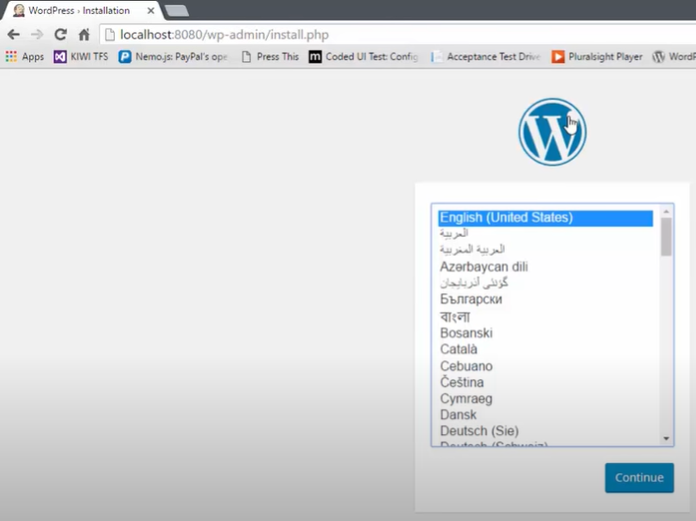 WordPress › Installation
localhost:8080/wp-admin/install.php
Apps KIWI TFS Nemo.js: PayPal's ope Press This Coded UI Test: Config Acceptance Test Drive Pluralsight Player WordP
English (United States)
العربية
العربية المغربية
Azərbaycan dili
گؤنئی آذربایجان
Български
বাংলা
Bosanski
Català
Cebuano
Čeština
Cymraeg
Dansk
Deutsch (Sie)
Deutsch (Schweiz)
Continue